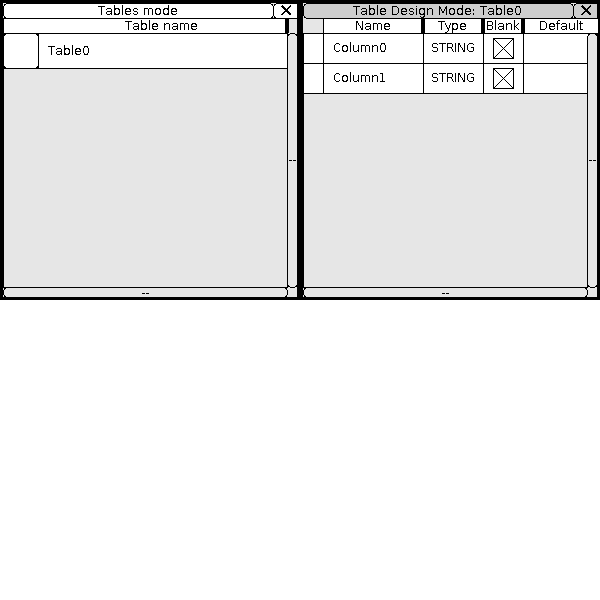 Tables mode
Table name
Table0
--
--
Table Design Mode: Table0
Name Type Blank Default
Column0 STRING
Column1 STRING
--
--